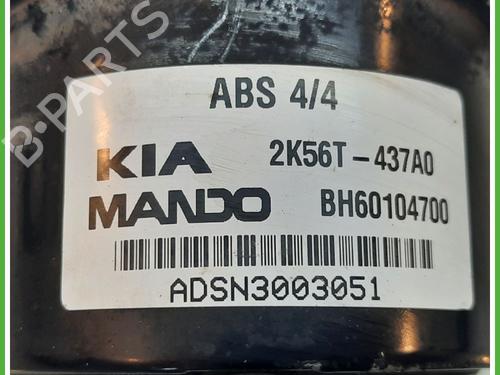 B-PARTS
ABS 4/4
KIA 2K56T-437A0
MANDO BH60104700
ADSN3003051